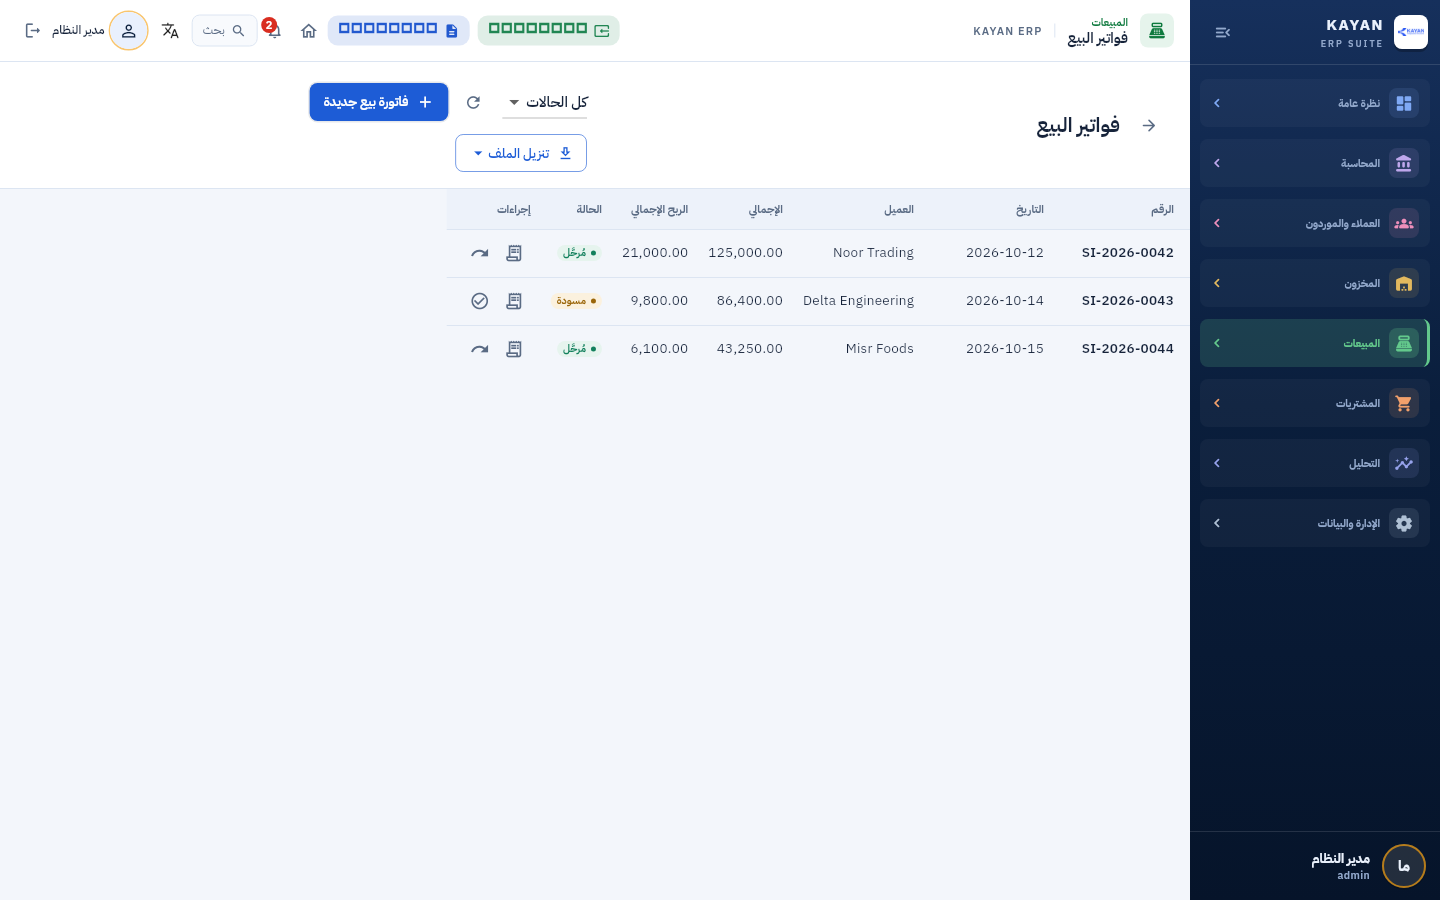 KAYAN
ERP SUITE
نظرة عامة
المحاسبة
العملاء والموردون
المخزون
المبيعات
المشتريات
التحليل
الإدارة والبيانات
مدير النظام
admin
ما
المبيعات
فواتير البيع
KAYAN ERP
2
بحث
مدير النظام
فواتير البيع
كل الحالات
فاتورة بيع جديدة
تنزيل الملف
الرقم التاريخ العميل الإجمالي الربح الإجمالي الحالة إجراءات
SI-2026-0042 2026-10-12 Noor Trading 125,000.00 21,000.00 مُرحَّل
SI-2026-0043 2026-10-14 Delta Engineering 86,400.00 9,800.00 مسودة
SI-2026-0044 2026-10-15 Misr Foods 43,250.00 6,100.00 مُرحَّل